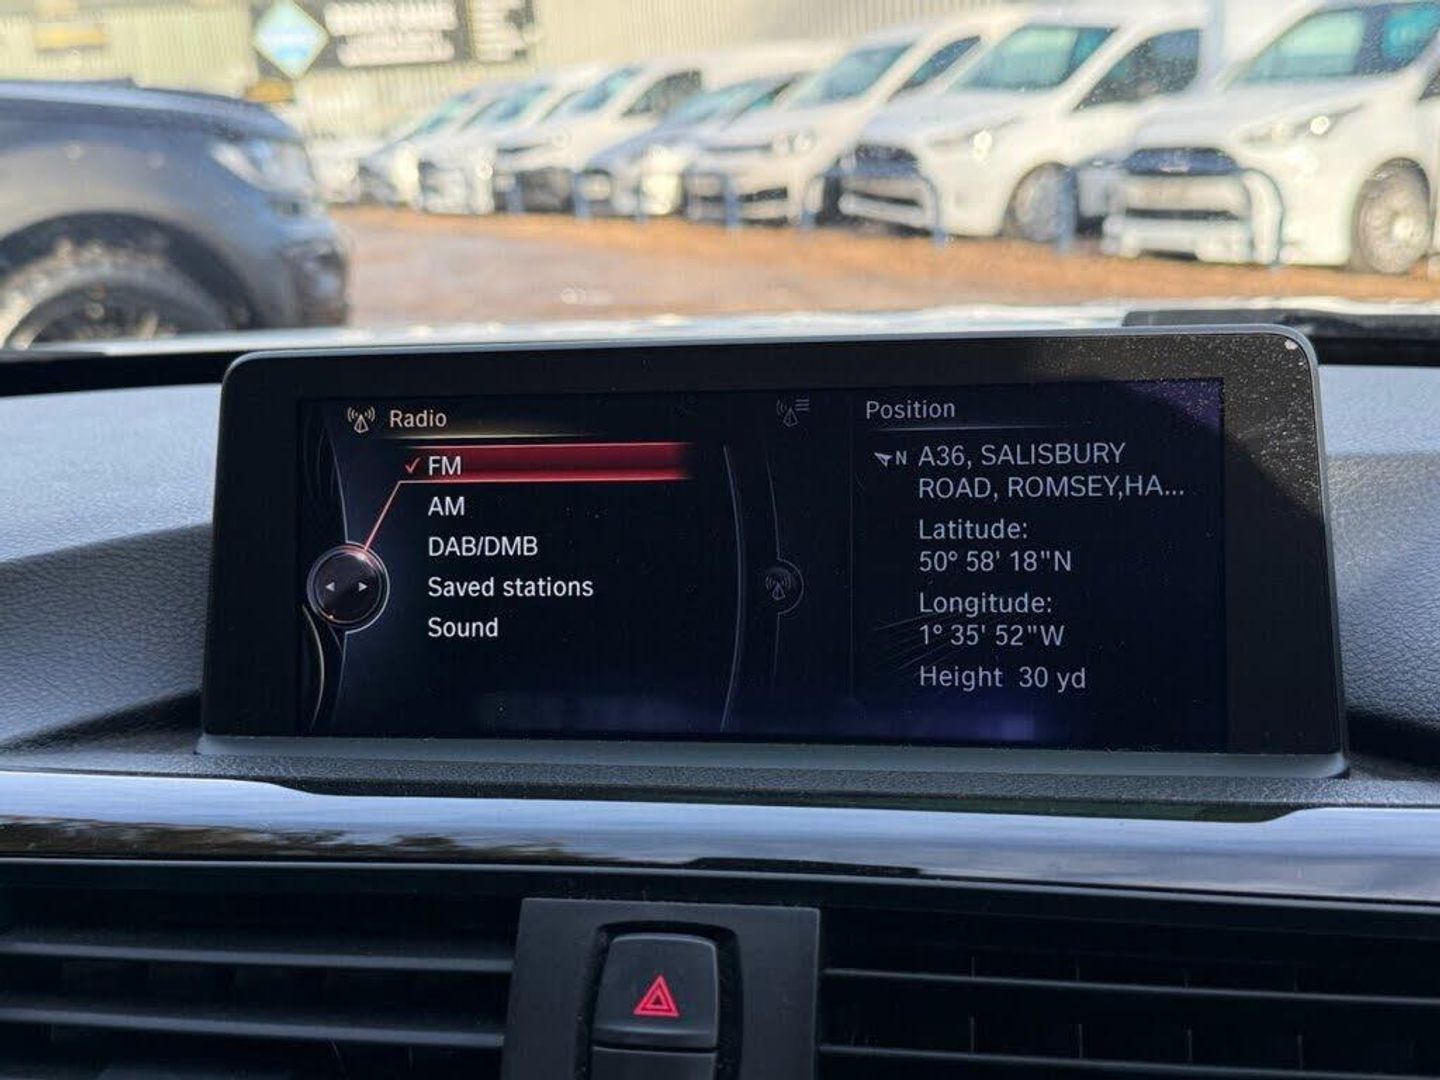 Radio
FM
AM
DAB/DMB
Saved stations
Sound
Position
N A36, SALISBURY
ROAD, ROMSEY,HA...
Latitude:
50° 58' 18"N
Longitude:
1° 35' 52"W
Height 30 yd